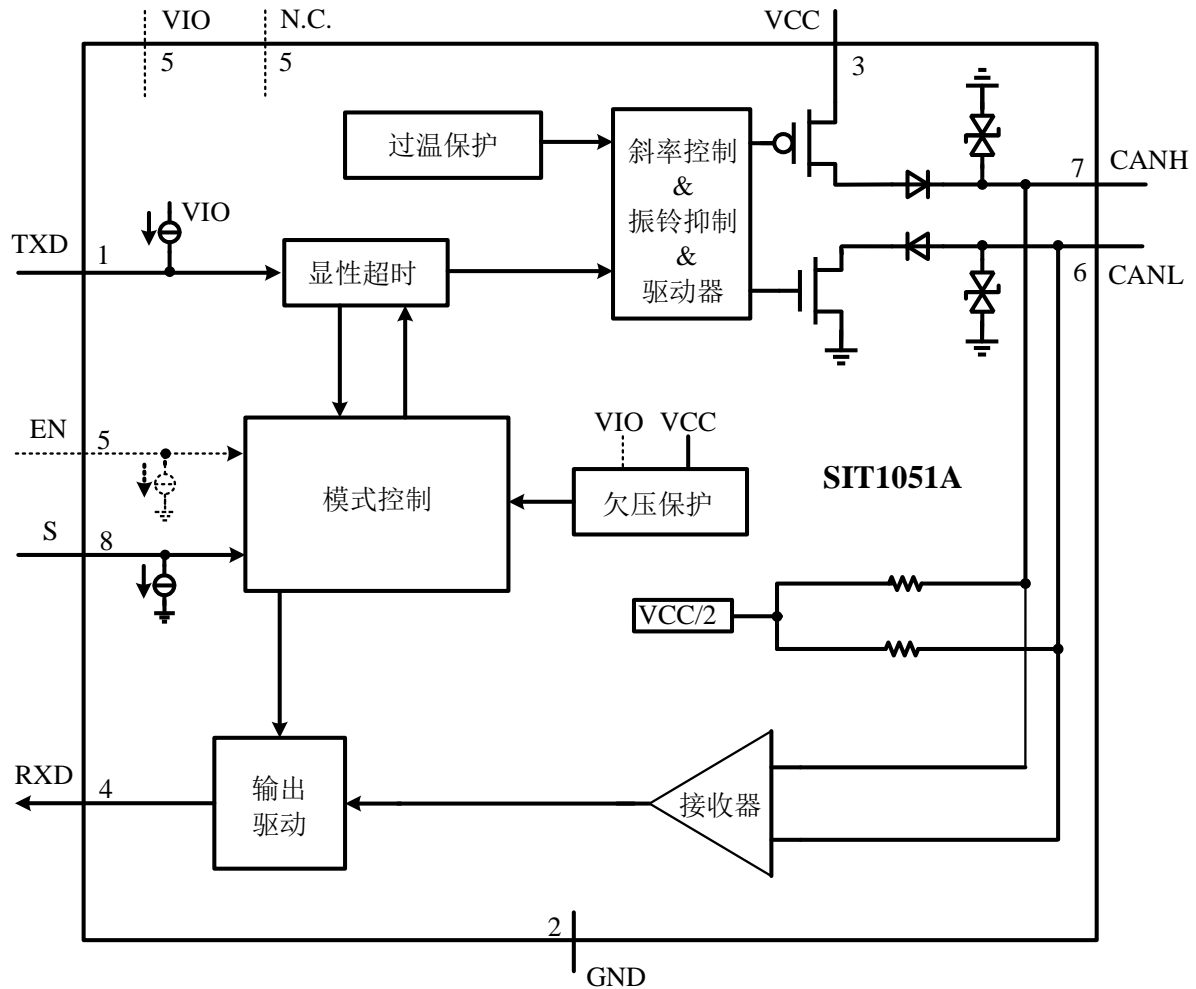 VIO
N.C.
VCC
5
5
3
过温保护
斜率控制
&
振铃抑制
&
驱动器
7
CANH
VIO
TXD
1
显性超时
6
CANL
EN
5
VIO
VCC
模式控制
欠压保护
SIT1051A
S
8
VCC/2
RXD
4
输出
驱动
接收器
2
GND